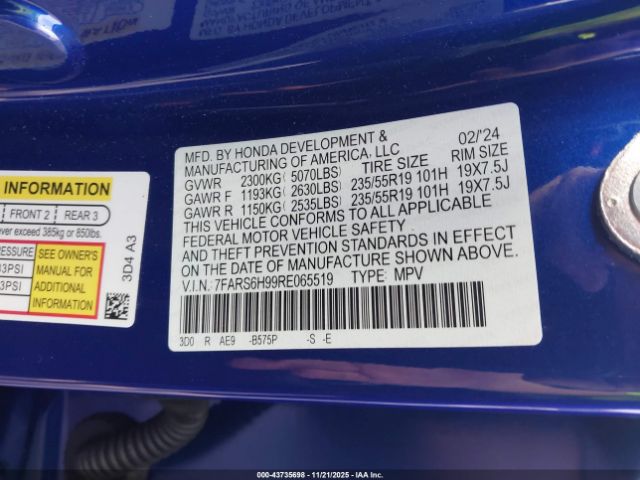 MFD. BY HONDA DEVELOPMENT & 02/'24
MANUFACTURING OF AMERICA, LLC
GVWR 2300KG( 5070LBS) TIRE SIZE RIM SIZE
GAWR F 1193KG( 2630LBS) 235/55R19 101H 19X7.5J
GAWR R 1150KG( 2535LBS) 235/55R19 101H 19X7.5J
THIS VEHICLE CONFORMS TO ALL APPLICABLE
FEDERAL MOTOR VEHICLE SAFETY
AND THEFT PREVENTION STANDARDS IN EFFECT
ON THE DATE OF MANUFACTURE SHOWN ABOVE.
V.I.N.: 7FARS6H99RE065519 TYPE: MPV
3D0 R AE9 -B575P -S -E
INFORMATION
FRONT 2 REAR 3
exceed 385kg or 850lbs.
SEE OWNER'S
MANUAL FOR
ADDITIONAL
INFORMATION
3D4 A3
000-43735698 11/21/2025 IAAI.COM